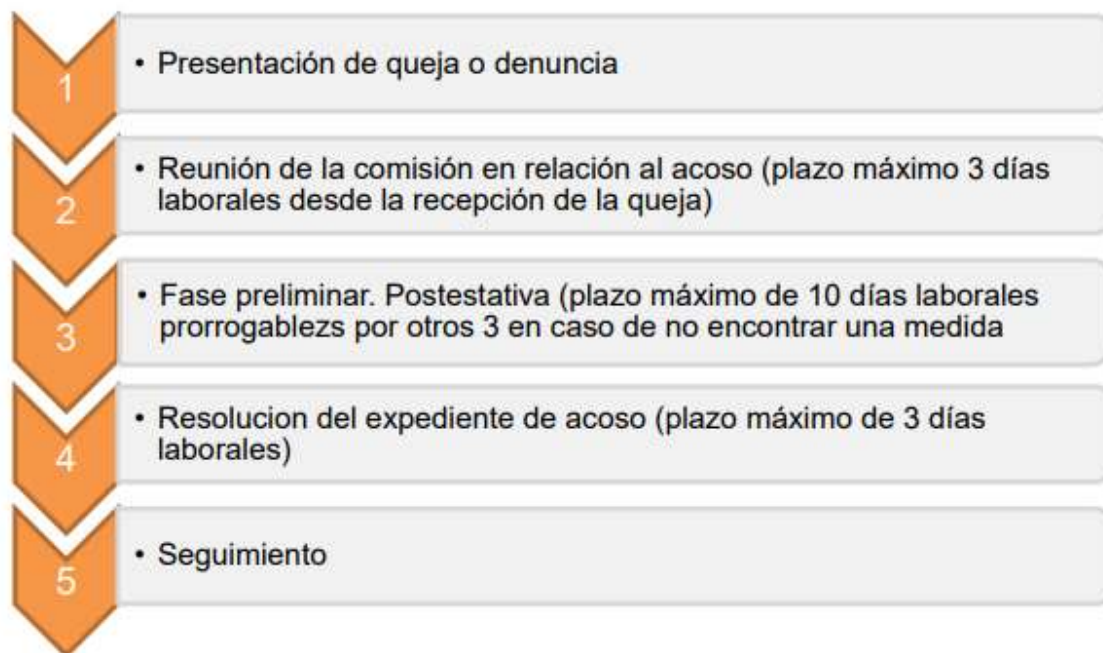 1
• Presentación de queja o denuncia
2
• Reunión de la comisión en relación al acoso (plazo máximo 3 días
laborales desde la recepción de la queja)
3
• Fase preliminar. Postestativa (plazo máximo de 10 días laborales
prorrogablezs por otros 3 en caso de no encontrar una medida
4
• Resolucion del expediente de acoso (plazo máximo de 3 días
laborales)
5
• Seguimiento